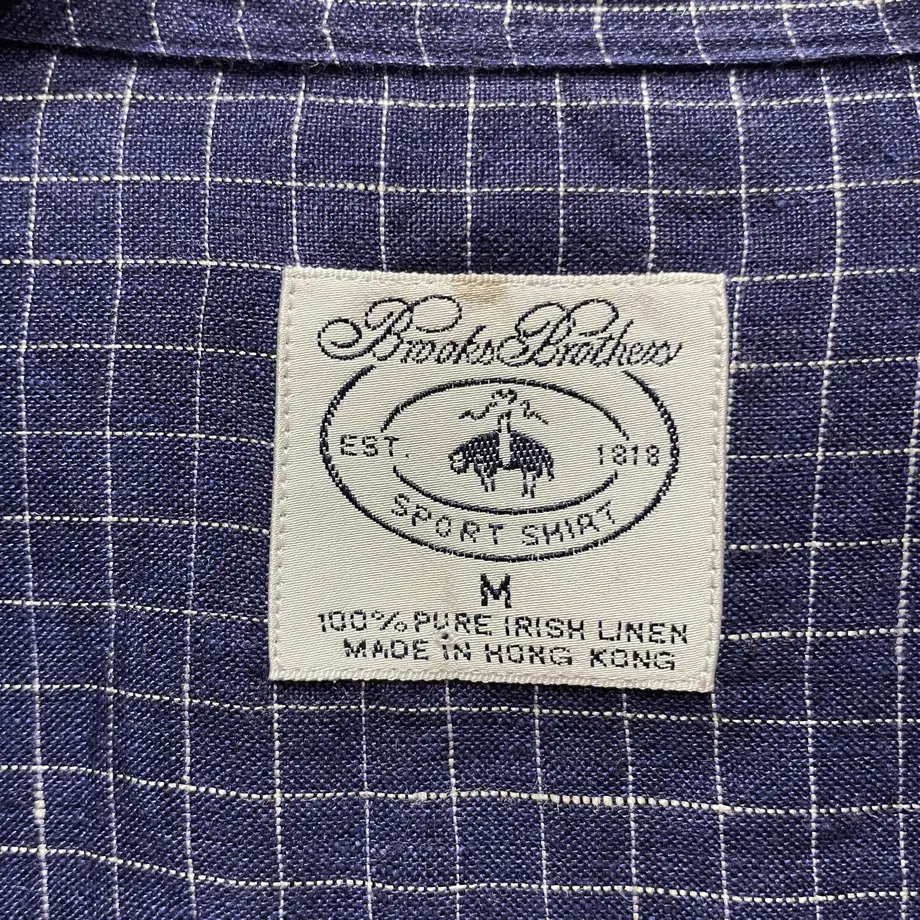 Brooks Brothers
EST. 1818
SPORT SHIRT
M
100% PURE IRISH LINEN
MADE IN HONG KONG